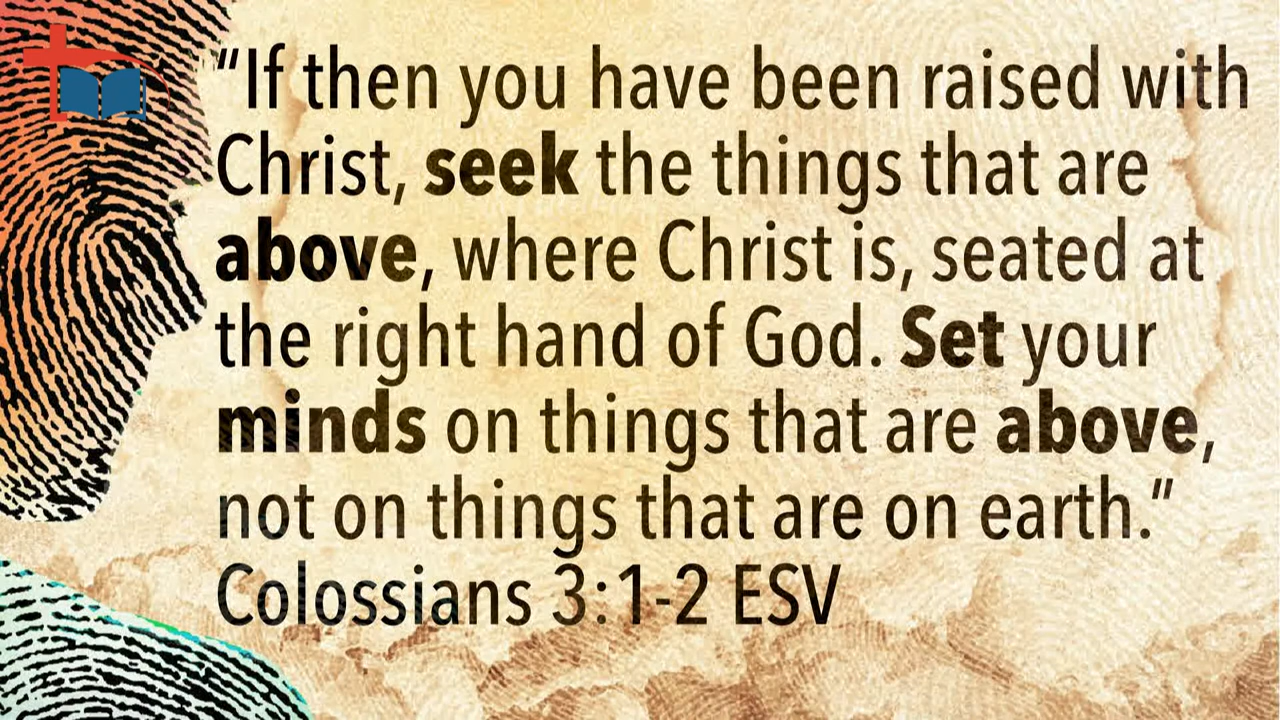 “If then you have been raised with
Christ, seek the things that are
above, where Christ is, seated at
the right hand of God. Set your
minds on things that are above,
not on things that are on earth.”
Colossians 3:1-2 ESV